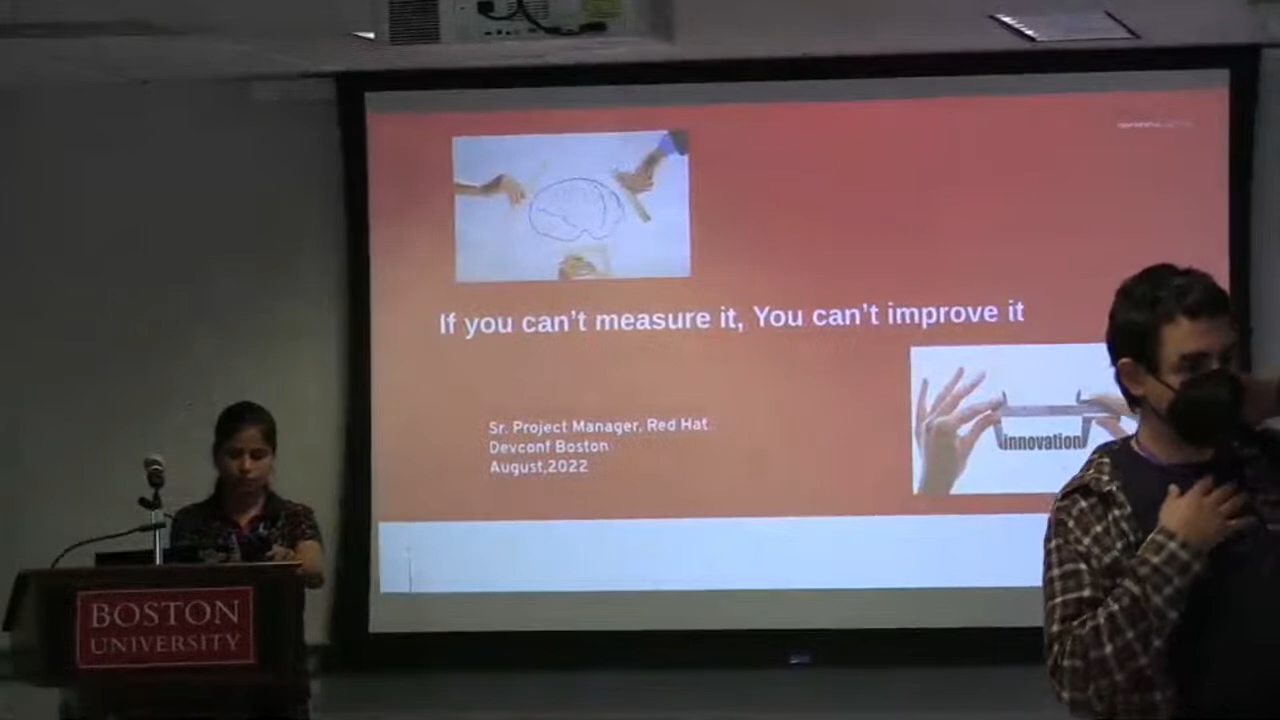 If you can't measure it, You can't improve it
Sr. Project Manager, Red Hat
Devconf Boston
August,2022
innovation
BOSTON
UNIVERSITY